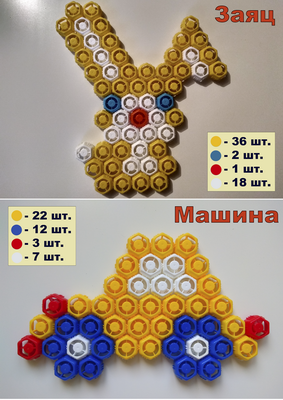 Заяц
- 36 шт.
- 2 шт.
- 1 шт.
- 18 шт.
Машина
- 22 шт.
- 12 шт.
- 3 шт.
- 7 шт.